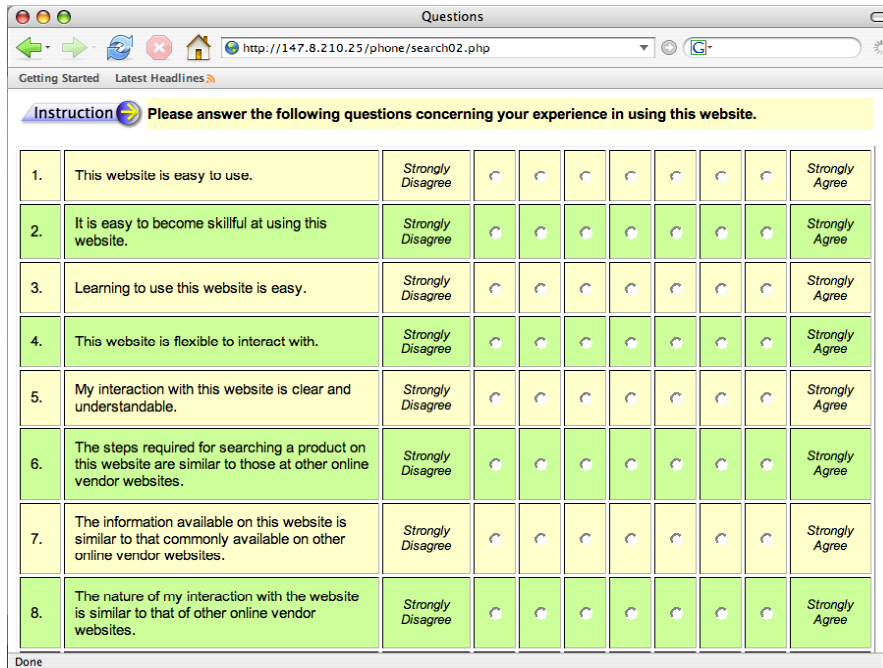 Questions
http://147.8.210.25/phone/search02.php
G
Getting Started Latest Headlines
Instruction Please answer the following questions concerning your experience in using this website.
1. This website is easy to use. Strongly Disagree Strongly Agree
2. It is easy to become skillful at using this
website. Strongly Disagree Strongly Agree
3. Learning to use this website is easy. Strongly Disagree Strongly Agree
4. This website is flexible to interact with. Strongly Disagree Strongly Agree
5. My interaction with this website is clear and
understandable. Strongly Disagree Strongly Agree
6. The steps required for searching a product on
this website are similar to those at other online
vendor websites. Strongly Disagree Strongly Agree
7. The information available on this website is
similar to that commonly available on other
online vendor websites. Strongly Disagree Strongly Agree
8. The nature of my interaction with the website
is similar to that of other online vendor
websites. Strongly Disagree Strongly Agree
Done